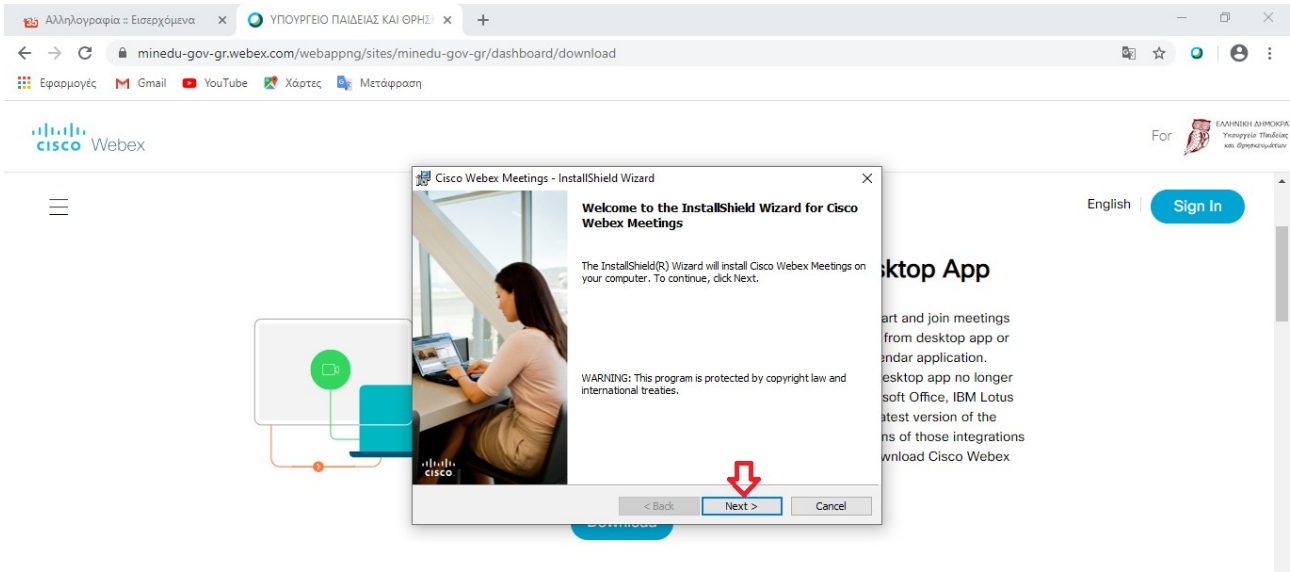 Αλληλογραφία :: Εισερχόμενα
ΥΠΟΥΡΓΕΙΟ ΠΑΙΔΕΙΑΣ ΚΑΙ ΘΡΗΣ
minedu-gov-gr.webex.com/webappng/sites/minedu-gov-gr/dashboard/download
Εφαρμογές Gmail YouTube Χάρτες Μετάφραση
cisco Webex
For
ΕΛΛΗΝΙΚΗ ΔΗΜΟΚΡΑΤ
Υπουργείο Παιδείας
και Θρησκευμάτων
English Sign In
Cisco Webex Meetings - InstallShield Wizard
Welcome to the InstallShield Wizard for Cisco
Webex Meetings
The InstallShield(R) Wizard will install Cisco Webex Meetings on
your computer. To continue, click Next.
WARNING: This program is protected by copyright law and
international treaties.
cisco
< Back Next > Cancel
sktop App
art and join meetings
from desktop app or
endar application.
esktop app no longer
soft Office, IBM Lotus
atest version of the
ns of those integrations
wnload Cisco Webex
Download